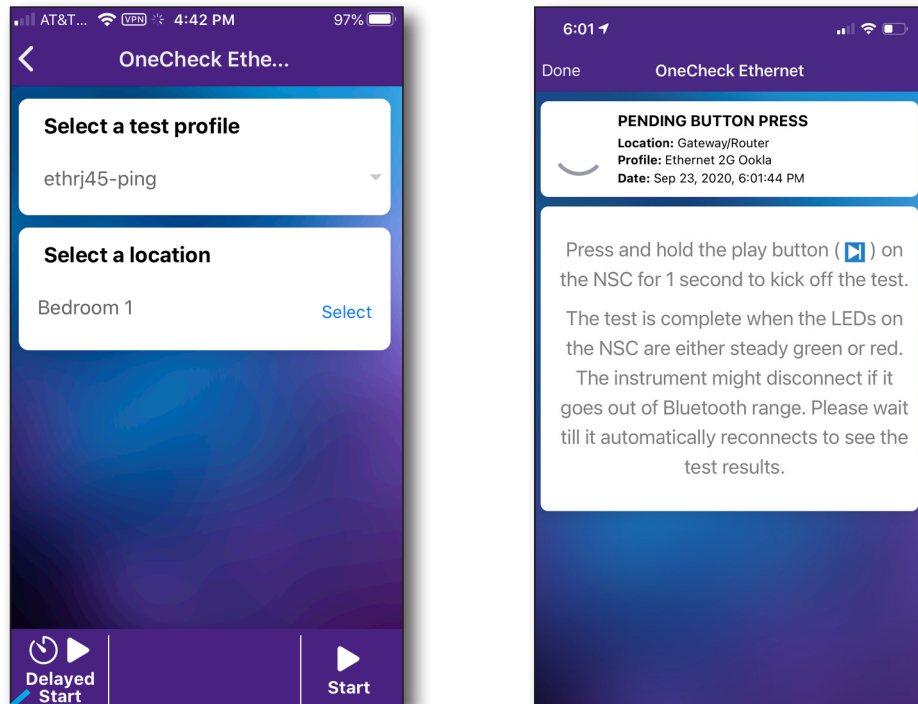 AT&T... VPN 4:42 PM 97%
OneCheck Ethe...
Select a test profile
ethrj45-ping
Select a location
Bedroom 1
Select
Delayed
Start
Start
6:01
Done
OneCheck Ethernet
PENDING BUTTON PRESS
Location: Gateway/Router
Profile: Ethernet 2G Ookla
Date: Sep 23, 2020, 6:01:44 PM
Press and hold the play button ( ) on
the NSC for 1 second to kick off the test.
The test is complete when the LEDs on
the NSC are either steady green or red.
The instrument might disconnect if it
goes out of Bluetooth range. Please wait
till it automatically reconnects to see the
test results.